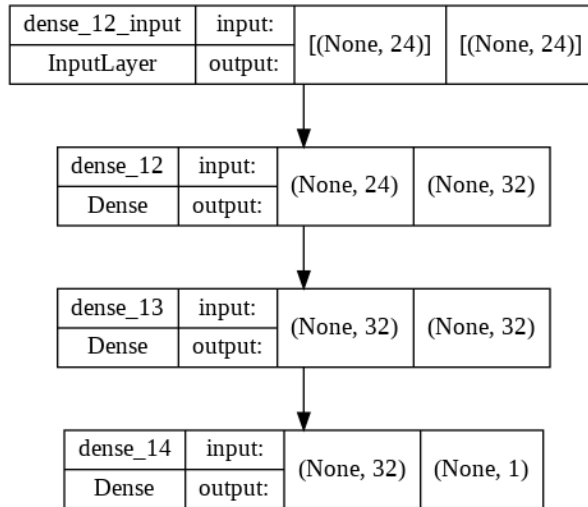 dense_12_input input: [(None, 24)] [(None, 24)]
InputLayer output:
dense_12 input: (None, 24) (None, 32)
Dense output:
dense_13 input: (None, 32) (None, 32)
Dense output:
dense_14 input: (None, 32) (None, 1)
Dense output: